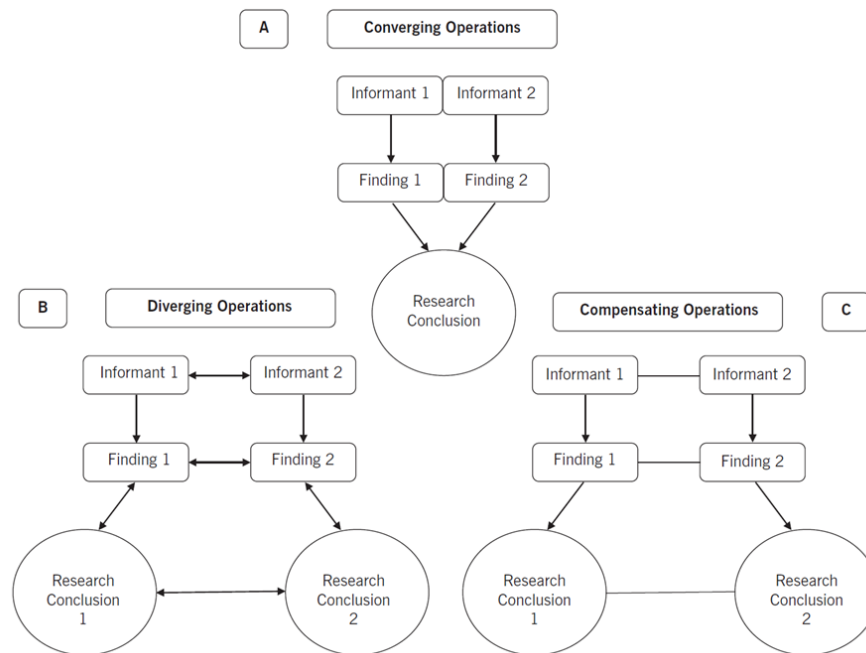 A
Converging Operations
Informant 1
Informant 2
Finding 1
Finding 2
Research
Conclusion
B
Diverging Operations
Informant 1
Informant 2
Finding 1
Finding 2
Research
Conclusion
1
Research
Conclusion
2
Compensating Operations
C
Informant 1
Informant 2
Finding 1
Finding 2
Research
Conclusion
1
Research
Conclusion
2